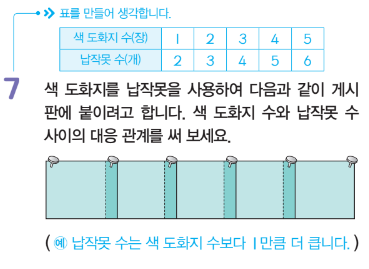 » 표를 만들어 생각합니다.
색 도화지 수(장) 1 2 3 4 5
납작못 수(개) 2 3 4 5 6
7 색 도화지를 납작못을 사용하여 다음과 같이 게시
판에 붙이려고 합니다. 색 도화지 수와 납작못 수
사이의 대응 관계를 써 보세요.
( 예 납작못 수는 색 도화지 수보다 1만큼 더 큽니다. )